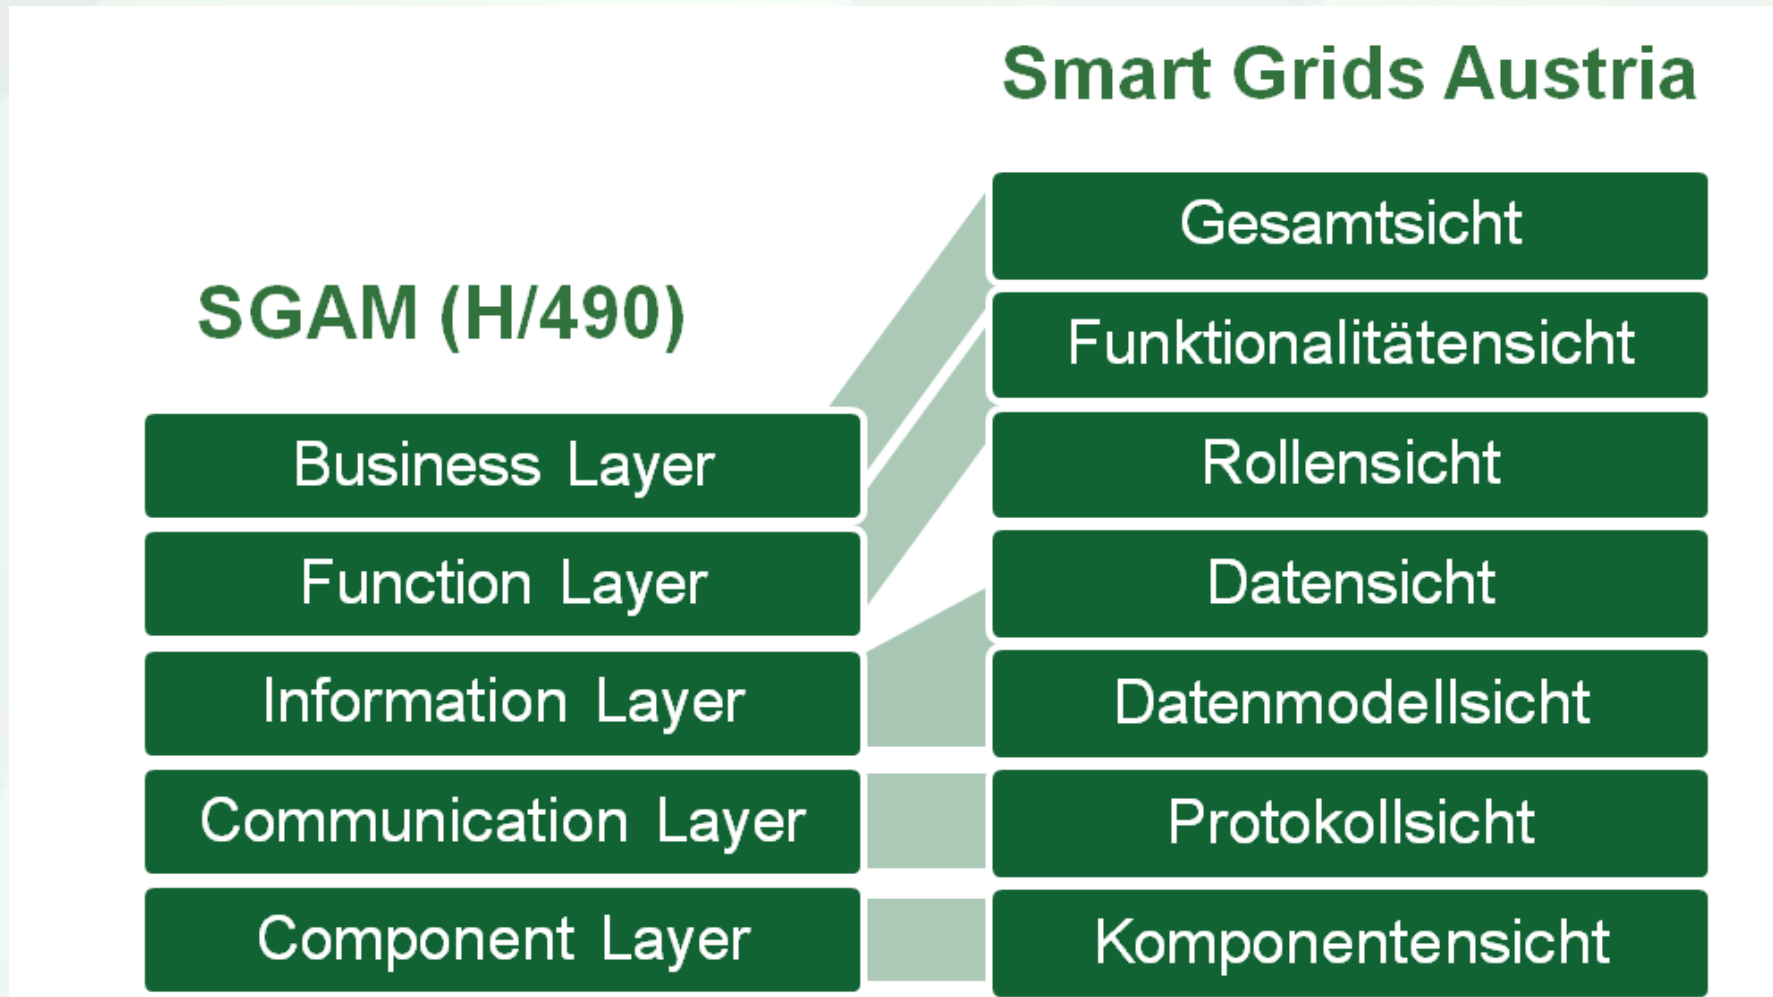 Smart Grids Austria
SGAM (H/490)
Business Layer
Function Layer
Information Layer
Communication Layer
Component Layer
Gesamtsicht
Funktionalitätensicht
Rollensicht
Datensicht
Datenmodellsicht
Protokollsicht
Komponentensicht